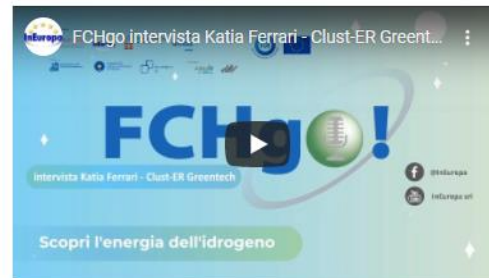 InEuropa
FCHgo intervista Katia Ferrari - Clust-ER Greent...
FCHgo!
intervista Katia Ferrari - Clust-ER Greentech
@InEuropa
InEuropa srl
Scopri l'energia dell'idrogeno